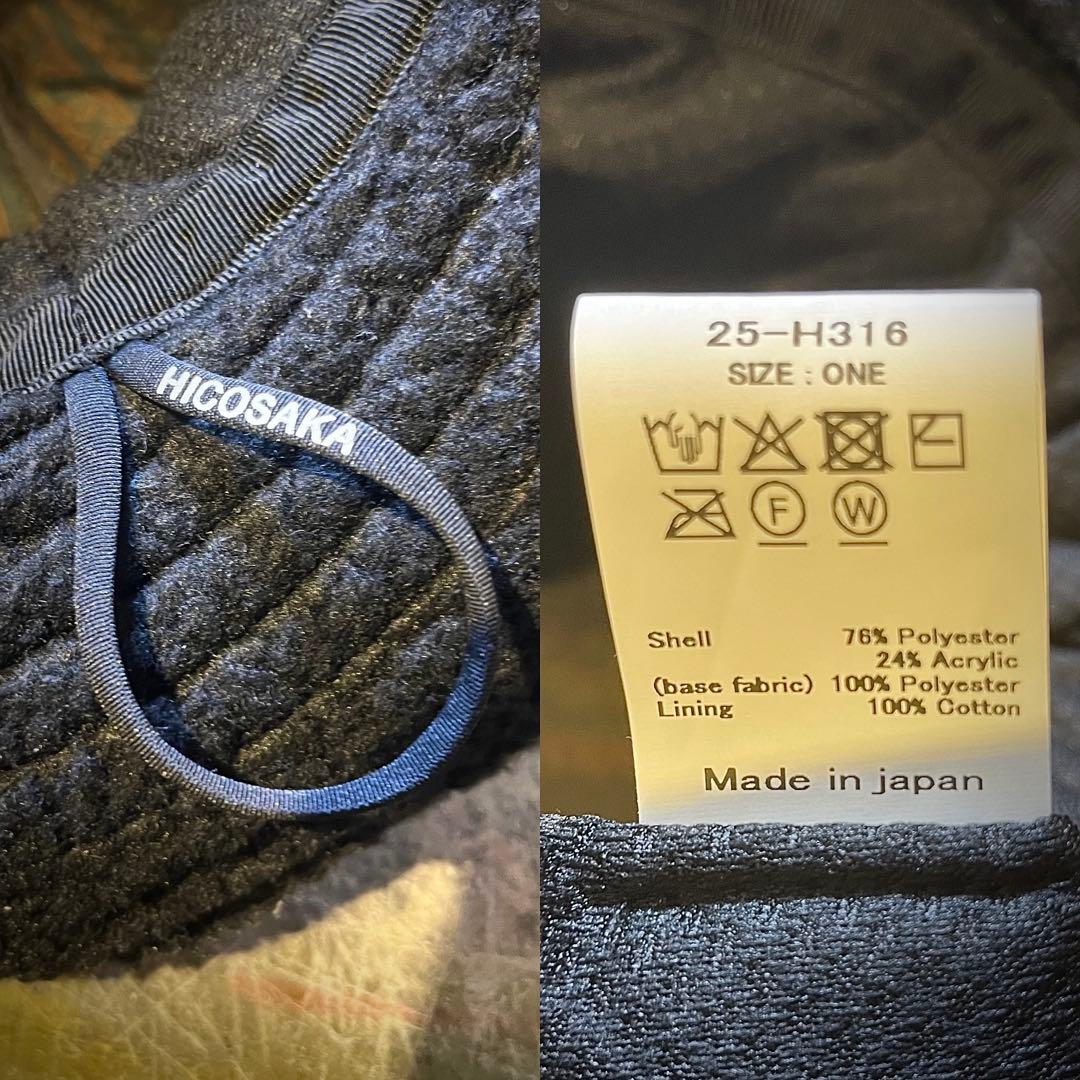 HICOSAKA
25-H316
SIZE : ONE
F W
Shell 76% Polyester
24% Acrylic
(base fabric) 100% Polyester
Lining 100% Cotton
Made in japan